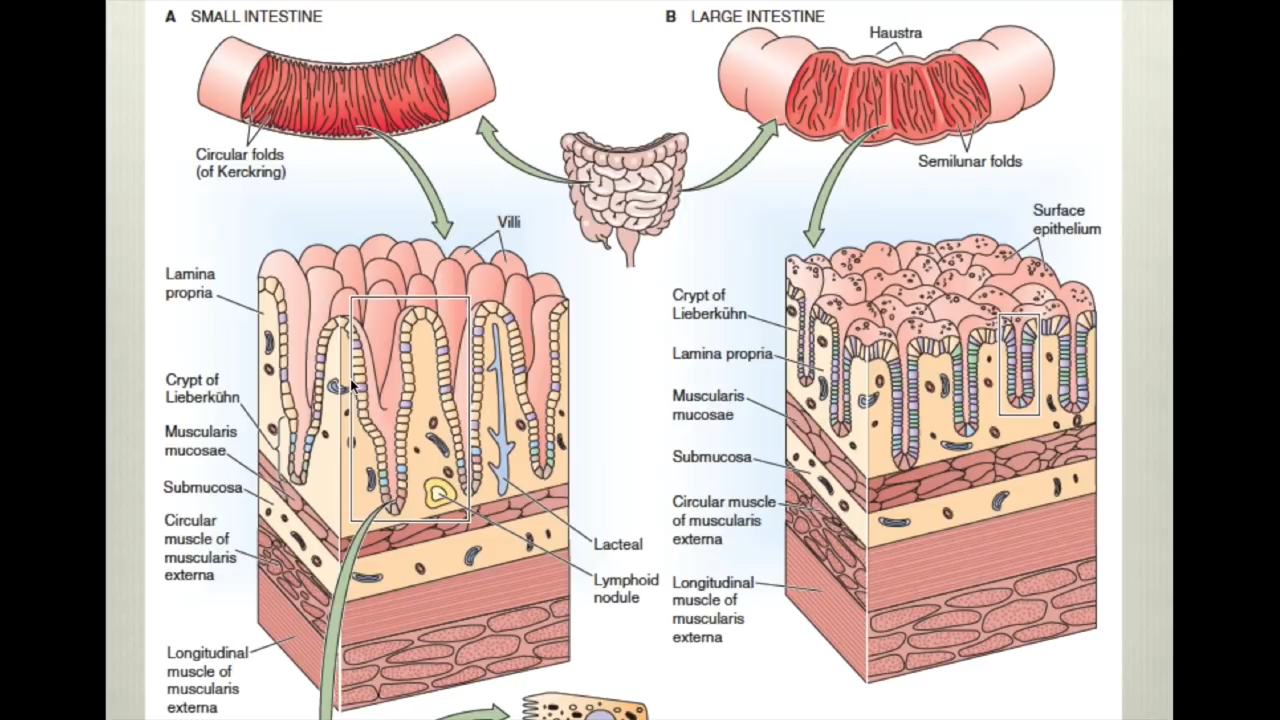 A SMALL INTESTINE
Circular folds
(of Kerckring)
Villi
Lamina
propria
Crypt of
Lieberkühn
Muscularis
mucosae
Submucosa
Circular
muscle of
muscularis
externa
Longitudinal
muscle of
muscularis
externa
Lacteal
Lymphoid
nodule
B LARGE INTESTINE
Haustra
Semilunar folds
Surface
epithelium
Crypt of
Lieberkühn
Lamina propria
Muscularis
mucosae
Submucosa
Circular muscle
of muscularis
externa
Longitudinal
muscle of
muscularis
externa